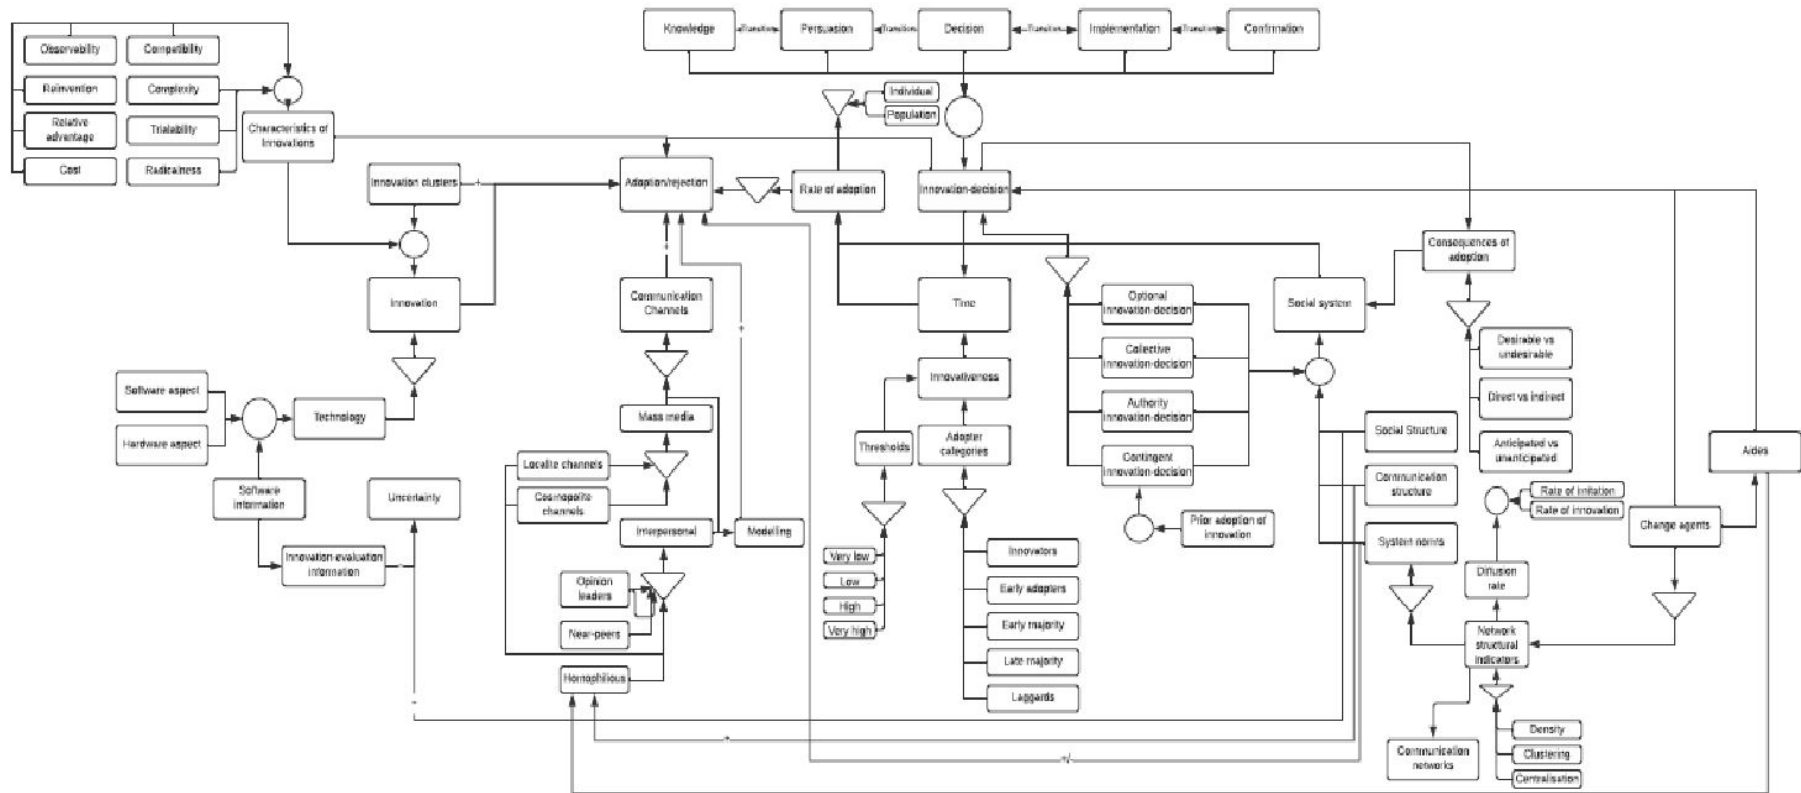 Knowledge
Transition
Persuasion
Transition
Decision
Transition
Implementation
Transition
Confirmation
Observability
Compatibility
Reinvention
Complexity
Relative
advantage
Trialability
Cost
Radicalness
Characteristics of
Innovations
Individual
Population
Innovation clusters
+
Adoption/rejection
Rate of adoption
Innovation-decision
Consequences of
adoption
Innovation
Communication
Channels
Time
Optional
innovation-decision
Social system
Desirable vs
undesirable
Collective
innovation-decision
Innovativeness
Direct vs indirect
Software aspect
Technology
Mass media
Authority
innovation-decision
Social Structure
Hardware aspect
Thresholds
Adopter
categories
Anticipated vs
unanticipated
Aides
Localite channels
Contingent
innovation-decision
Communication
structure
Software
information
Uncertainty
Cosmopolite
channels
Rate of imitation
Rate of innovation
Interpersonal
Modelling
Prior adoption of
innovation
System norms
Change agents
Innovation-evaluation
information
Very low
Innovators
Low
Opinion
leaders
Early adopters
Diffusion
rate
High
Very high
Near-peers
Early majority
Network
structural
indicators
Late majority
Homophilious
Laggards
Density
Communication
networks
Clustering
Centralisation